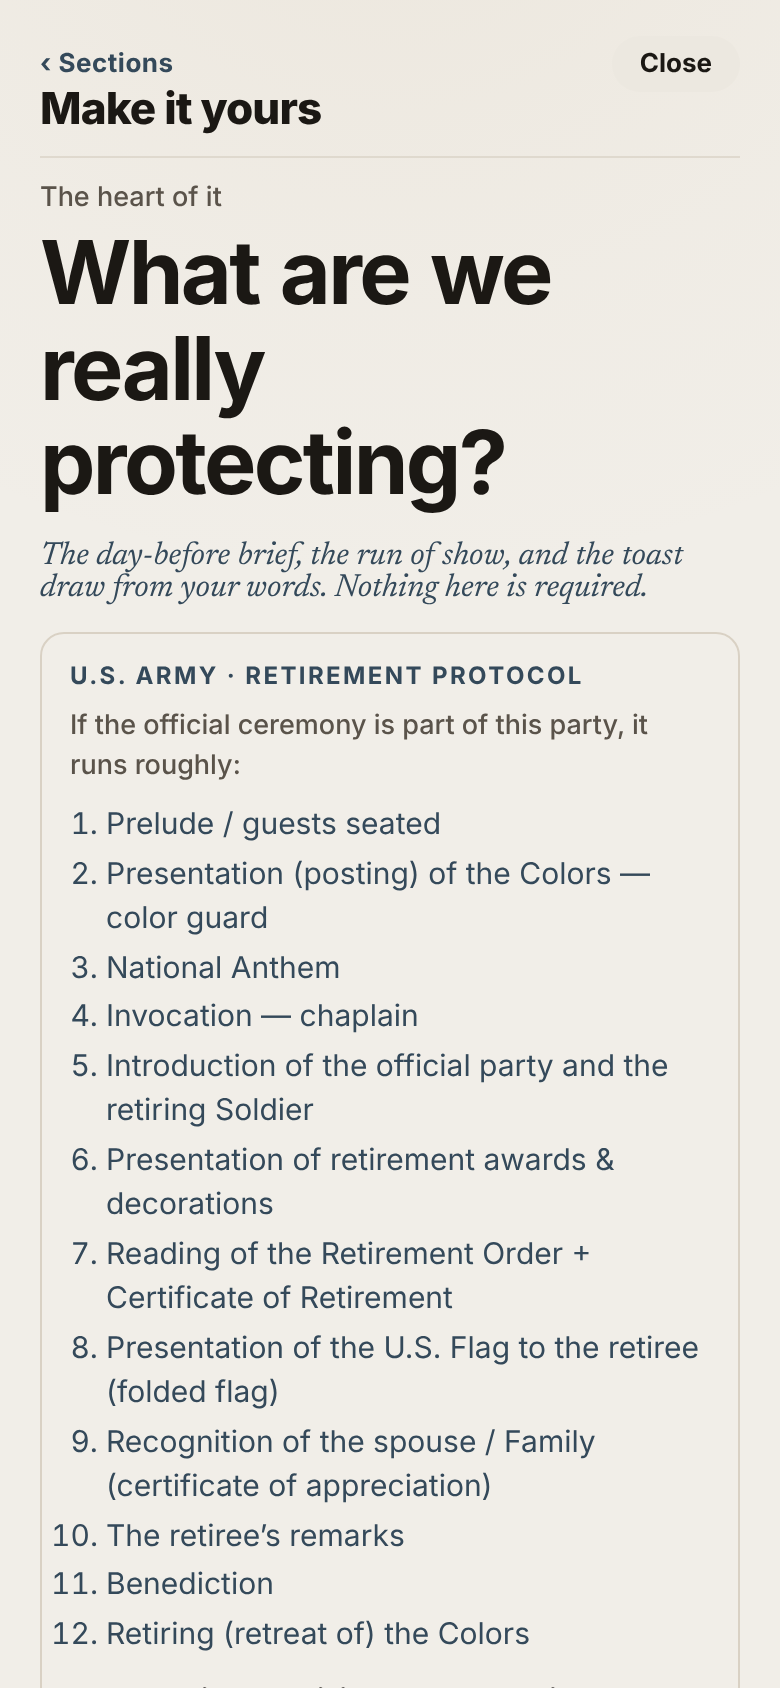 ‹ Sections
Close
Make it yours
The heart of it
What are we
really
protecting?
The day-before brief, the run of show, and the toast
draw from your words. Nothing here is required.
U.S. ARMY · RETIREMENT PROTOCOL
If the official ceremony is part of this party, it
runs roughly:
1. Prelude / guests seated
2. Presentation (posting) of the Colors —
color guard
3. National Anthem
4. Invocation — chaplain
5. Introduction of the official party and the
retiring Soldier
6. Presentation of retirement awards &
decorations
7. Reading of the Retirement Order +
Certificate of Retirement
8. Presentation of the U.S. Flag to the retiree
(folded flag)
9. Recognition of the spouse / Family
(certificate of appreciation)
10. The retiree’s remarks
11. Benediction
12. Retiring (retreat of) the Colors